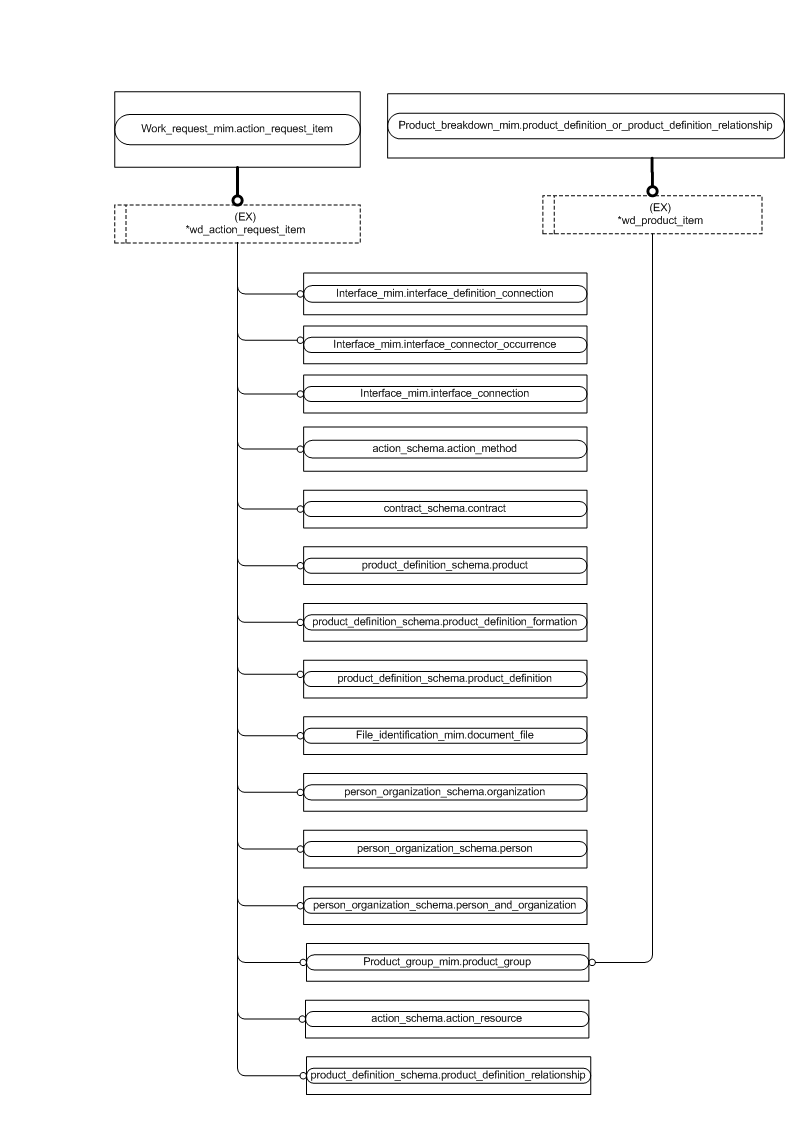 Work_request_mim.action_request_item
Product_breakdown_mim.product_definition_or_product_definition_relationship
(EX)
*wd_action_request_item
(EX)
*wd_product_item
Interface_mim.interface_definition_connection
Interface_mim.interface_connector_occurrence
Interface_mim.interface_connection
action_schema.action_method
contract_schema.contract
product_definition_schema.product
product_definition_schema.product_definition_formation
product_definition_schema.product_definition
File_identification_mim.document_file
person_organization_schema.organization
person_organization_schema.person
person_organization_schema.person_and_organization
Product_group_mim.product_group
action_schema.action_resource
product_definition_schema.product_definition_relationship